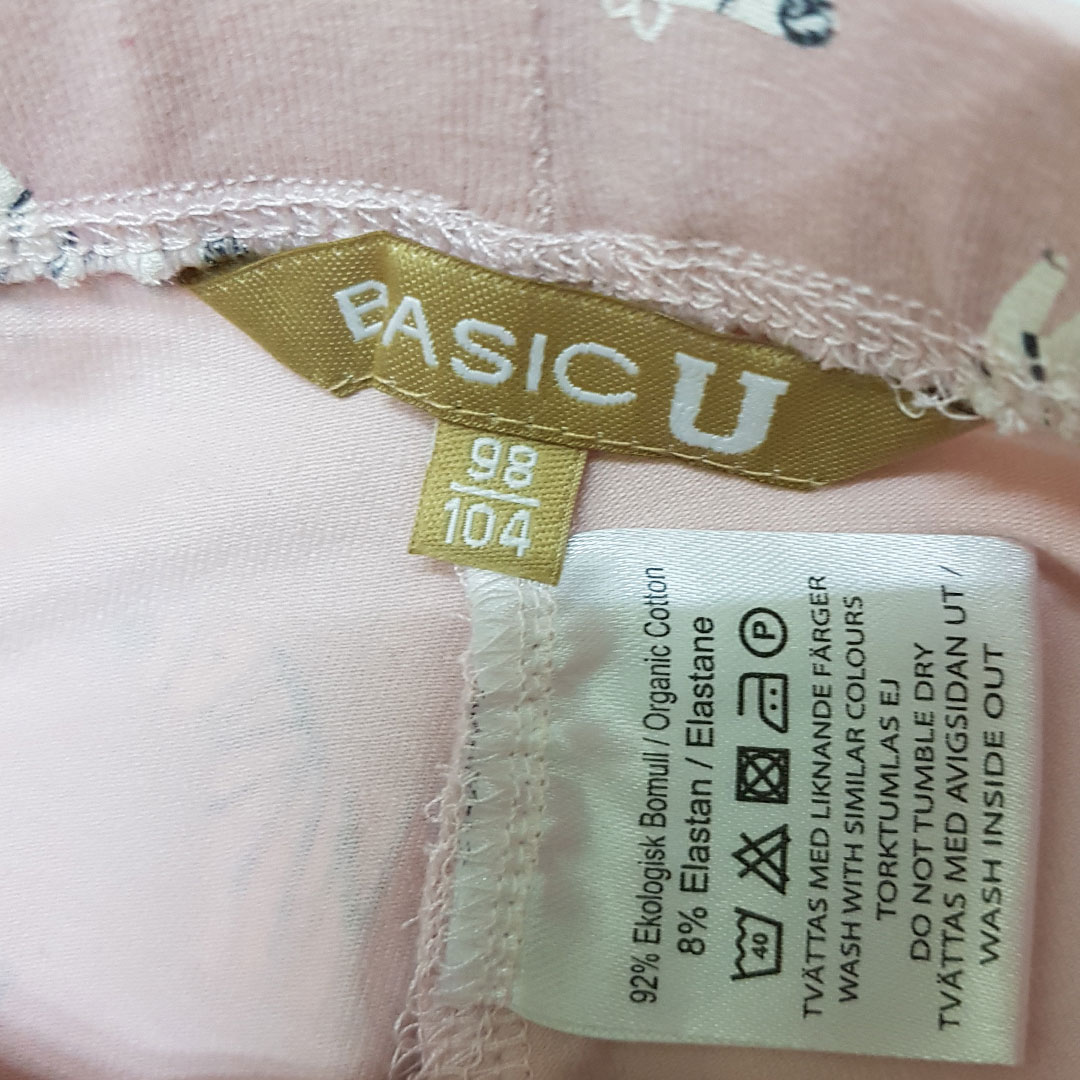 BASIC U
98
104
92% Ekologisk Bomull / Organic Cotton
8% Elastan / Elastane
40
P
TVÄTTAS MED LIKNANDE FÄRGER
WASH WITH SIMILAR COLOURS
TORKTUMLAS EJ
DO NOT TUMBLE DRY
TVÄTTAS MED AVIGSIDAN UT /
WASH INSIDE OUT